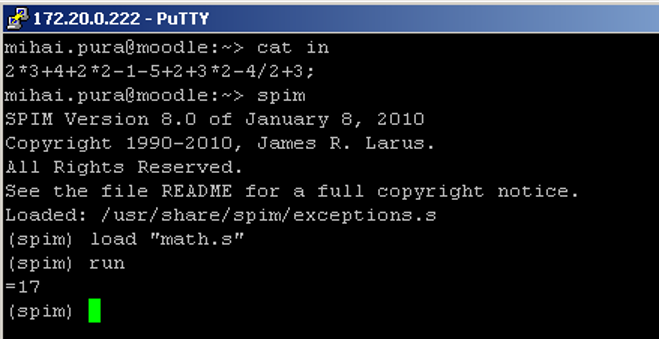 172.20.0.222 - PuTTY
mihai.pura@moodle:~> cat in
2*3+4+2*2-1-5+2+3*2-4/2+3;
mihai.pura@moodle:~> spim
SPIM Version 8.0 of January 8, 2010
Copyright 1990-2010, James R. Larus.
All Rights Reserved.
See the file README for a full copyright notice.
Loaded: /usr/share/spim/exceptions.s
(spim) load "math.s"
(spim) run
=17
(spim)